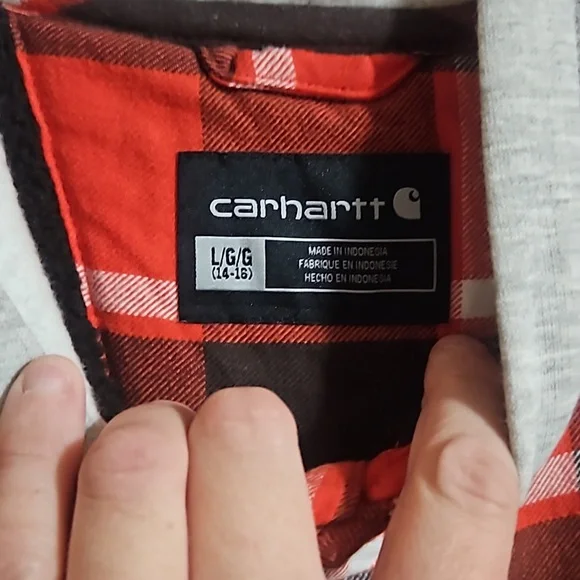 carhartt
L/G/G
(14-16)
MADE IN INDONESIA
FABRIQUE EN INDONESIE
HECHO EN INDONESIA